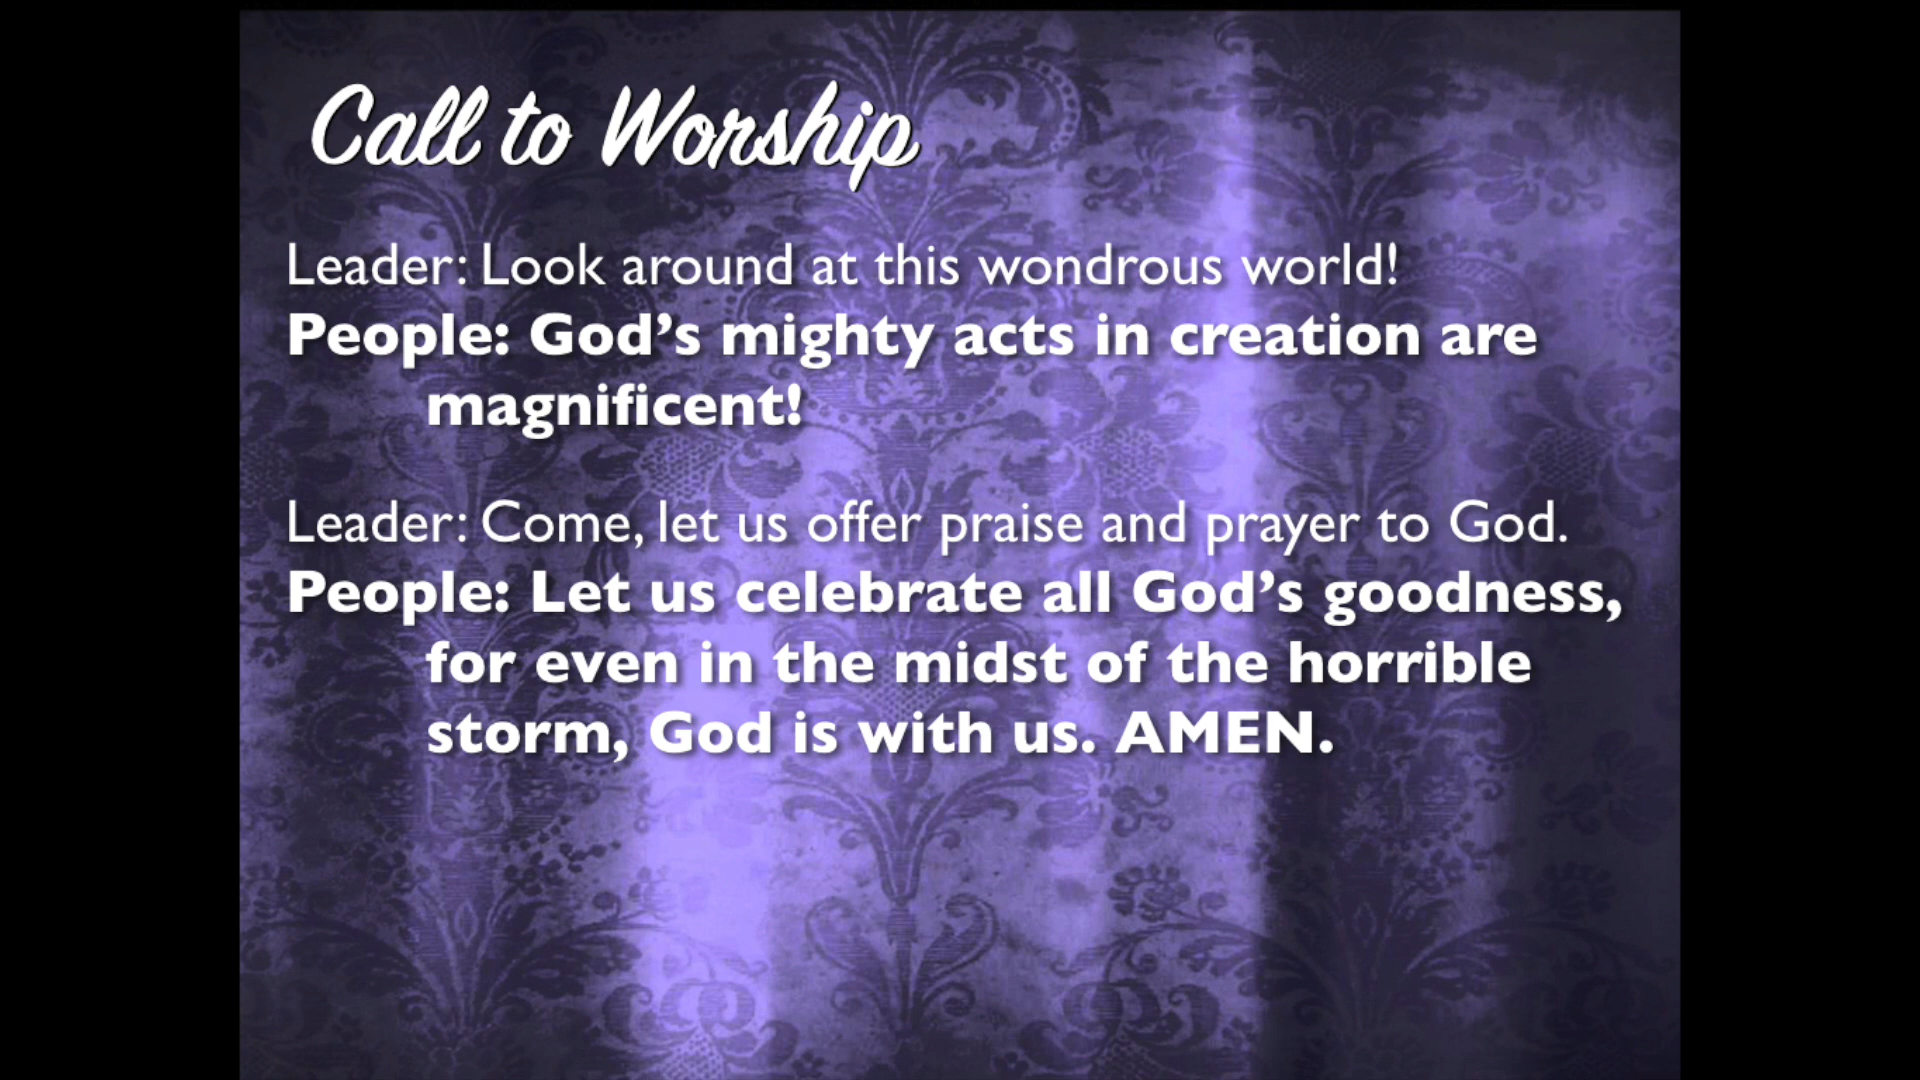 Call to Worship
Leader: Look around at this wondrous world!
People: God’s mighty acts in creation are
magnificent!
Leader: Come, let us offer praise and prayer to God.
People: Let us celebrate all God’s goodness,
for even in the midst of the horrible
storm, God is with us. AMEN.